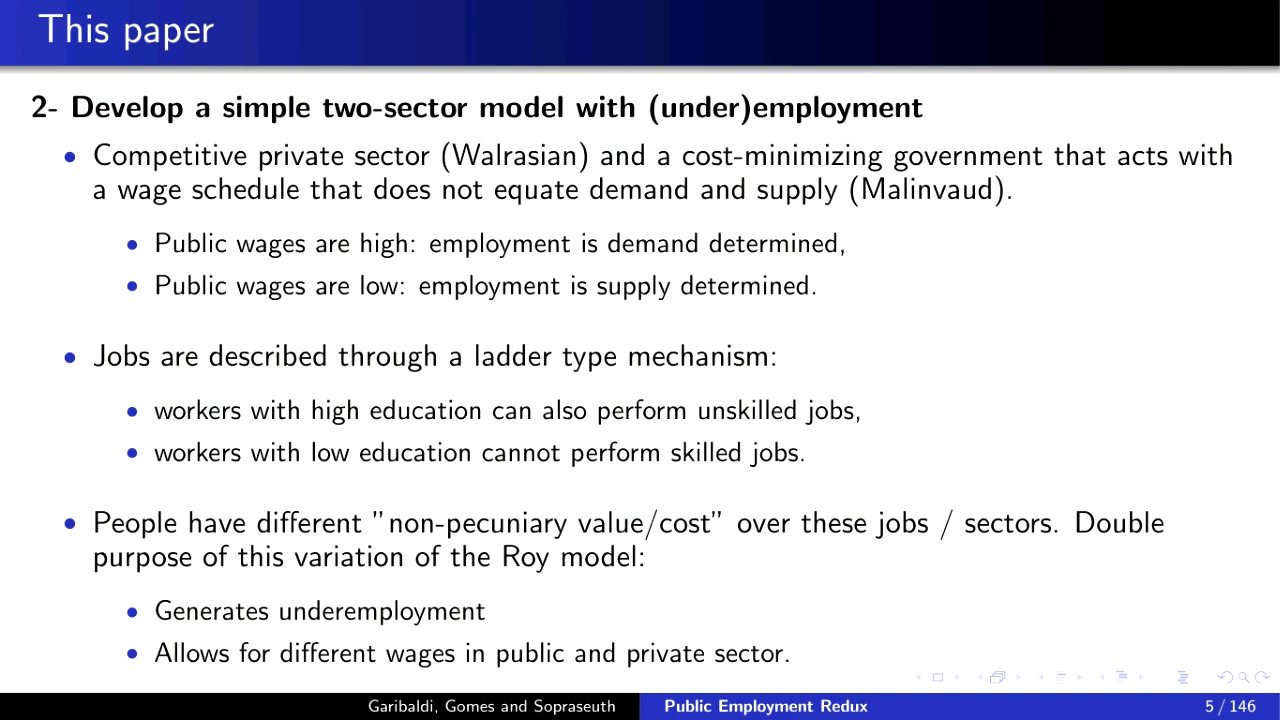 This paper
2- Develop a simple two-sector model with (under)employment
• Competitive private sector (Walrasian) and a cost-minimizing government that acts with
a wage schedule that does not equate demand and supply (Malinvaud).
• Public wages are high: employment is demand determined,
• Public wages are low: employment is supply determined.
• Jobs are described through a ladder type mechanism:
• workers with high education can also perform unskilled jobs,
• workers with low education cannot perform skilled jobs.
• People have different ”non-pecuniary value/cost” over these jobs / sectors. Double
purpose of this variation of the Roy model:
• Generates underemployment
• Allows for different wages in public and private sector.
Garibaldi, Gomes and Sopraseuth
Public Employment Redux
5 / 146